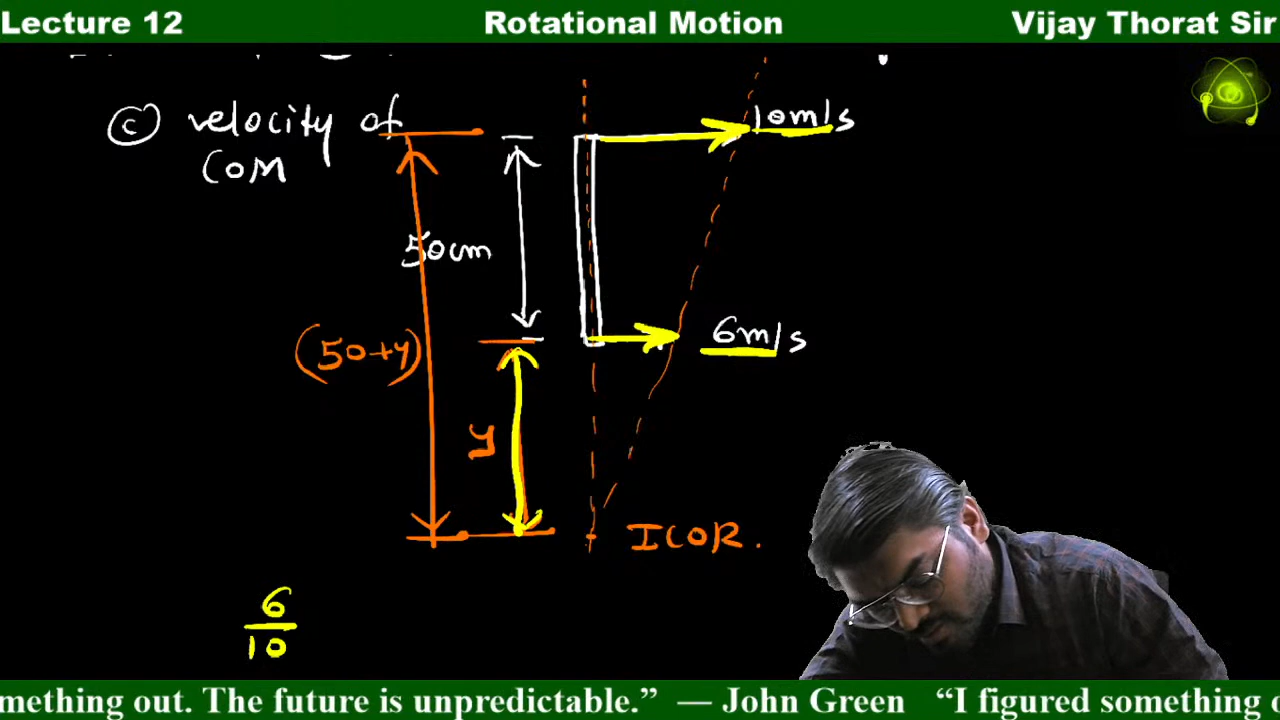 Lecture 12
Rotational Motion
Vijay Thorat Sir
ⓒ velocity of
COM
10m/s
50cm
(50+y)
6m/s
y
ICOR.
6
10
mething out. The future is unpredictable.” — John Green “I figured something